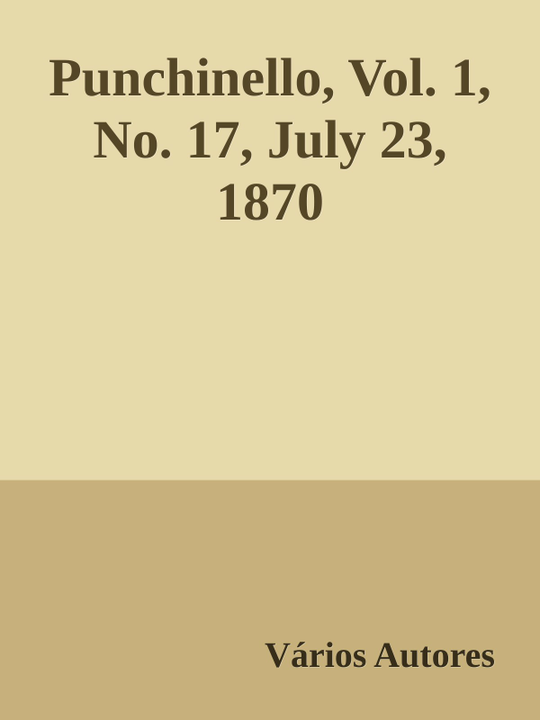 Punchinello, Vol. 1,
No. 17, July 23,
1870
Vários Autores